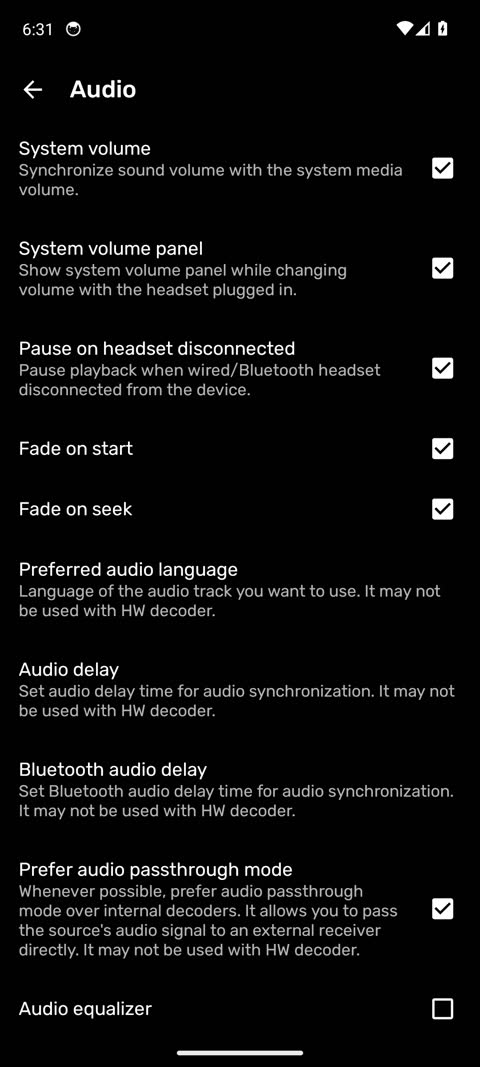 6:31
Audio
System volume
Synchronize sound volume with the system media
volume.
System volume panel
Show system volume panel while changing
volume with the headset plugged in.
Pause on headset disconnected
Pause playback when wired/Bluetooth headset
disconnected from the device.
Fade on start
Fade on seek
Preferred audio language
Language of the audio track you want to use. It may not
be used with HW decoder.
Audio delay
Set audio delay time for audio synchronization. It may not
be used with HW decoder.
Bluetooth audio delay
Set Bluetooth audio delay time for audio synchronization.
It may not be used with HW decoder.
Prefer audio passthrough mode
Whenever possible, prefer audio passthrough
mode over internal decoders. It allows you to pass
the source's audio signal to an external receiver
directly. It may not be used with HW decoder.
Audio equalizer